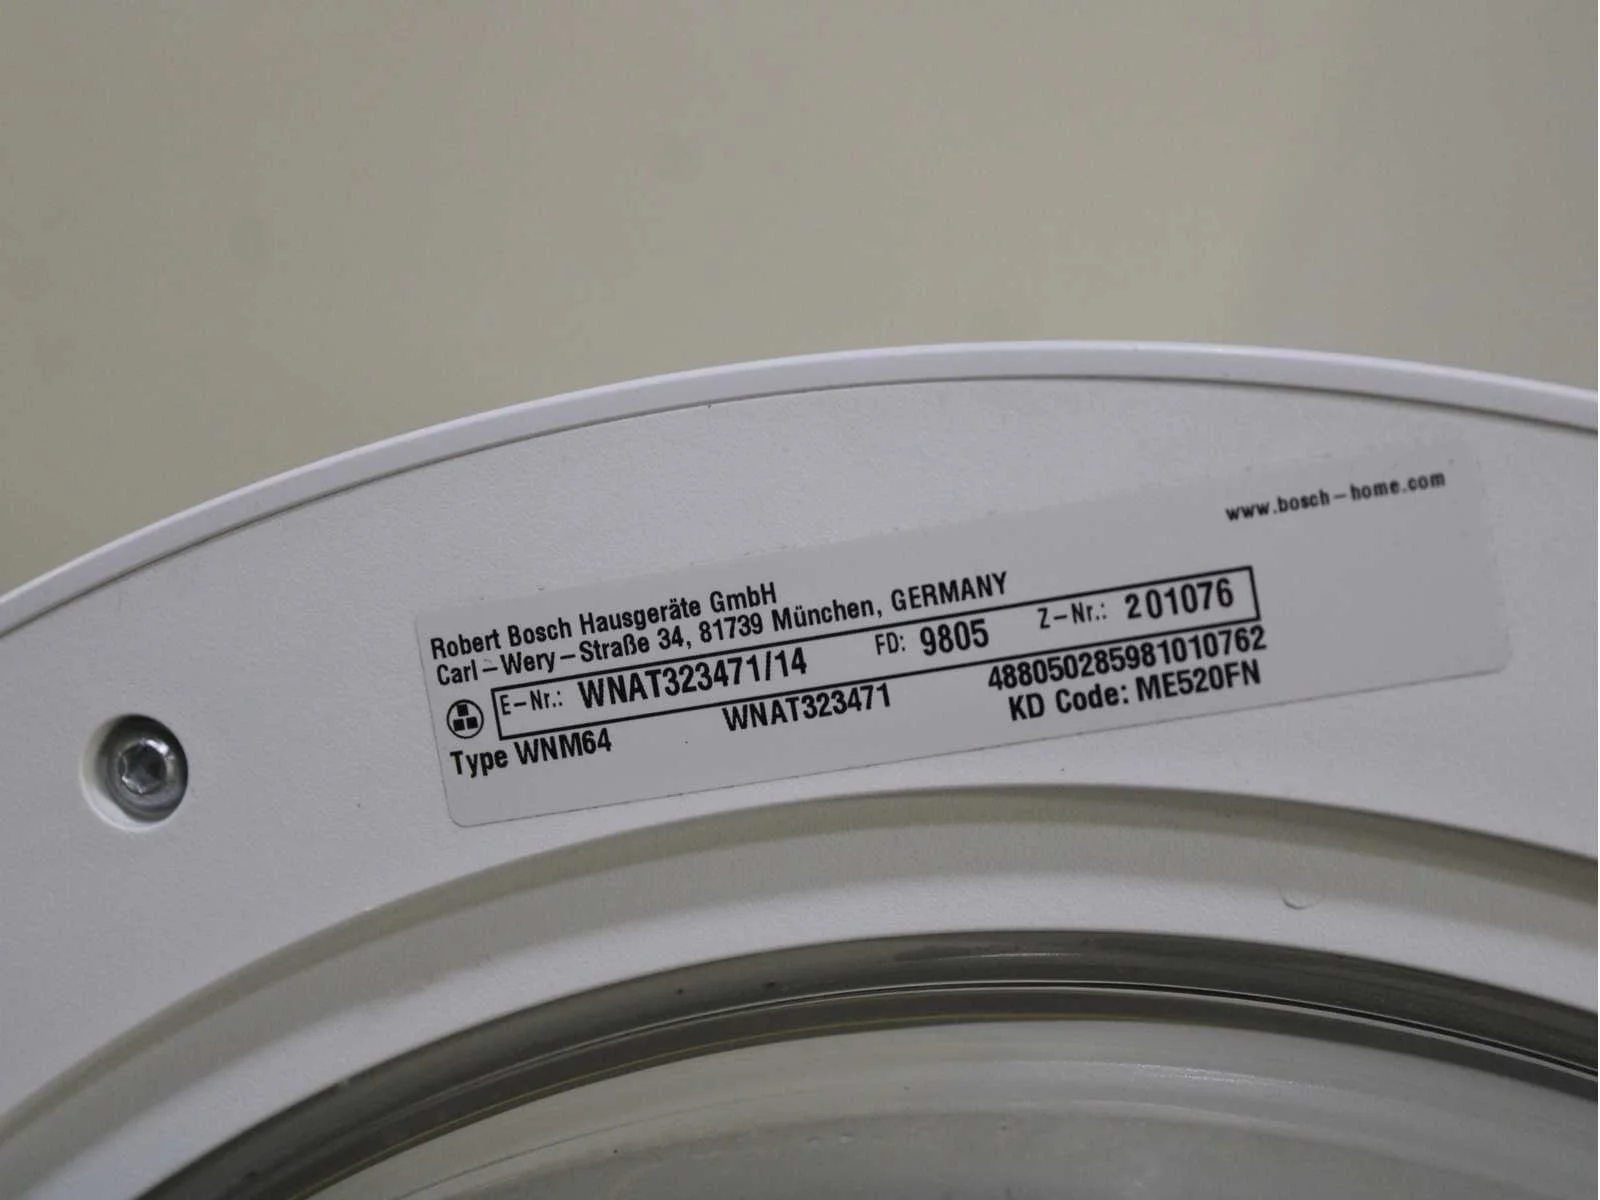 www.bosch-home.com
Robert Bosch Hausgeräte GmbH
Carl-Wery-Straße 34, 81739 München, GERMANY
E-Nr.: WNAT323471/14 FD: 9805 Z-Nr.: 201076
Type WNM64 WNAT323471 488050285981010762
KD Code: ME520FN